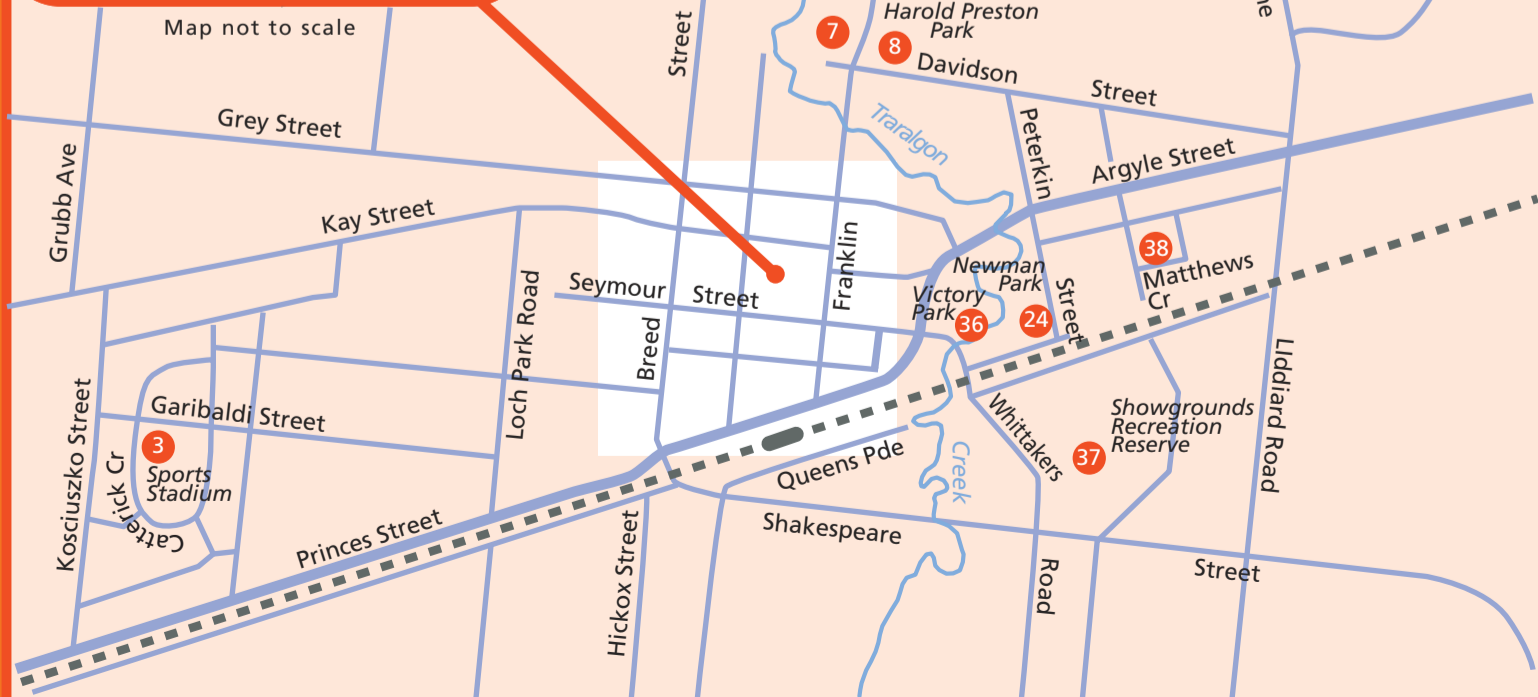 Map not to scale
Street
7
8
Harold Preston
Park
Davidson
Street
Grey Street
Traralgon
Peterkin
Street
Argyle Street
Grubb Ave
Kay Street
Franklin
38
Matthews
Cr
Newman
Park
Victory
Park
36
24
Seymour
Street
Breed
Loch Park Road
Lıddiard Road
Kosciuszko Street
Garibaldi Street
3
Sports
Stadium
Cattterick Cr
Whittakers
Road
Showgrounds
Recreation
Reserve
37
Queens Pde
Creek
Princes Street
Shakespeare
Street
Hickox Street